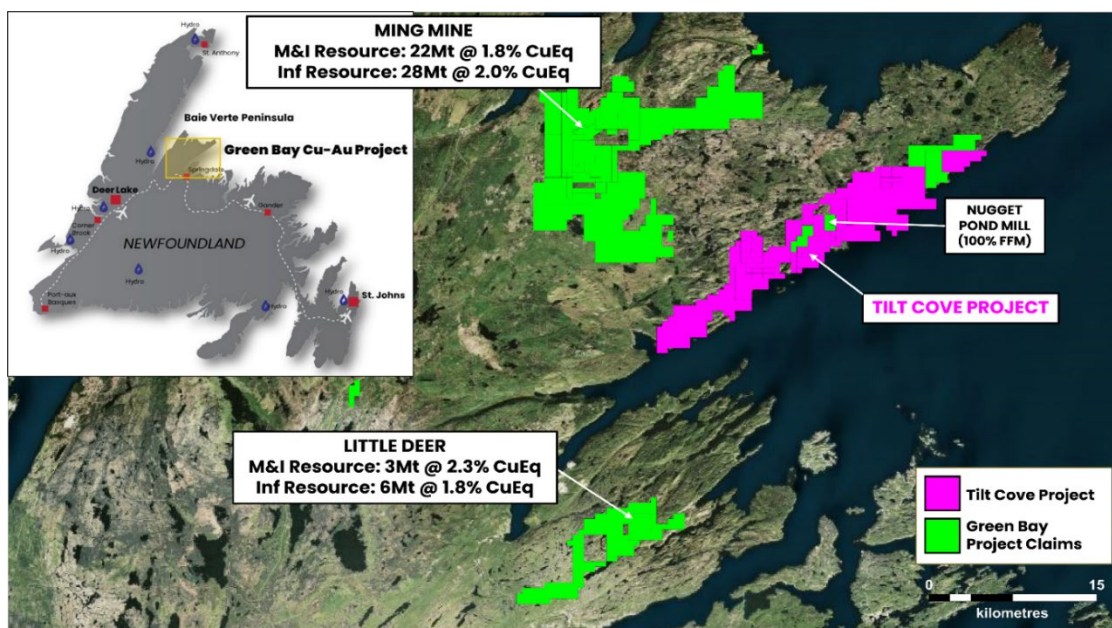 Hydro
St. Anthony
Baie Verte Peninsula
Green Bay Cu-Au Project
Hydro
Springdale
Deer Lake
Hydro
Corner
Brook
Gander
Hydro
NEWFOUNDLAND
Hydro
Port-aux
Basques
Hydro
Hydro
St. Johns
MING MINE
M&I Resource: 22Mt @ 1.8% CuEq
Inf Resource: 28Mt @ 2.0% CuEq
NUGGET
POND MILL
(100% FFM)
TILT COVE PROJECT
LITTLE DEER
M&I Resource: 3Mt @ 2.3% CuEq
Inf Resource: 6Mt @ 1.8% CuEq
Tilt Cove Project
Green Bay
Project Claims
0 15
kilometres